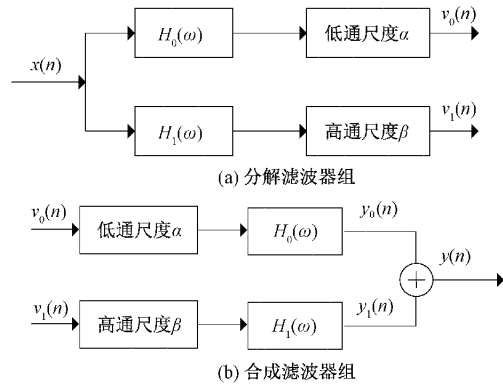 x(n)
H₀(ω)
低通尺度α
v₀(n)
H₁(ω)
高通尺度β
v₁(n)
(a) 分解滤波器组
v₀(n)
低通尺度α
H₀(ω)
y₀(n)
v₁(n)
高通尺度β
H₁(ω)
y₁(n)
+
y(n)
(b) 合成滤波器组